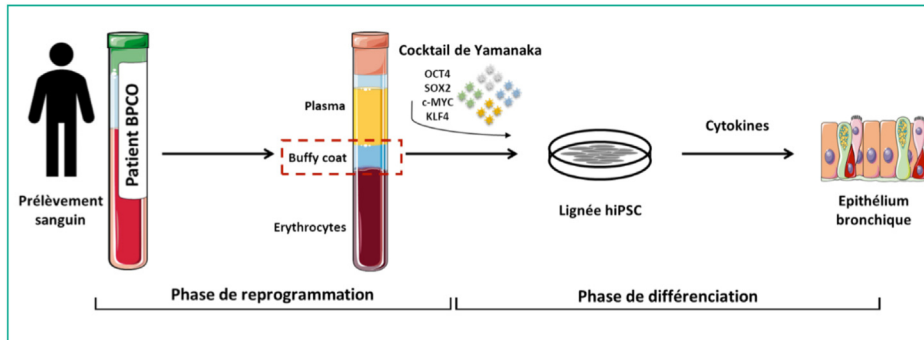 Prélèvement
sanguin
Patient BPCO
Plasma
Buffy coat
Erythrocytes
Cocktail de Yamanaka
OCT4
SOX2
c-MYC
KLF4
Lignée hiPSC
Cytokines
Epithélium
bronchique
Phase de reprogrammation
Phase de différenciation